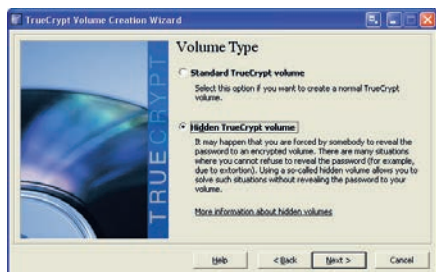 TrueCrypt Volume Creation Wizard
TRUECRYPT
Volume Type
Standard TrueCrypt volume
Select this option if you want to create a normal TrueCrypt
volume.
Hidden TrueCrypt volume
It may happen that you are forced by somebody to reveal the
password to an encrypted volume. There are many situations
where you cannot refuse to reveal the password (for example,
due to extortion). Using a so-called hidden volume allows you to
solve such situations without revealing the password to your
volume.
More information about hidden volumes
Help
< Back
Next >
Cancel